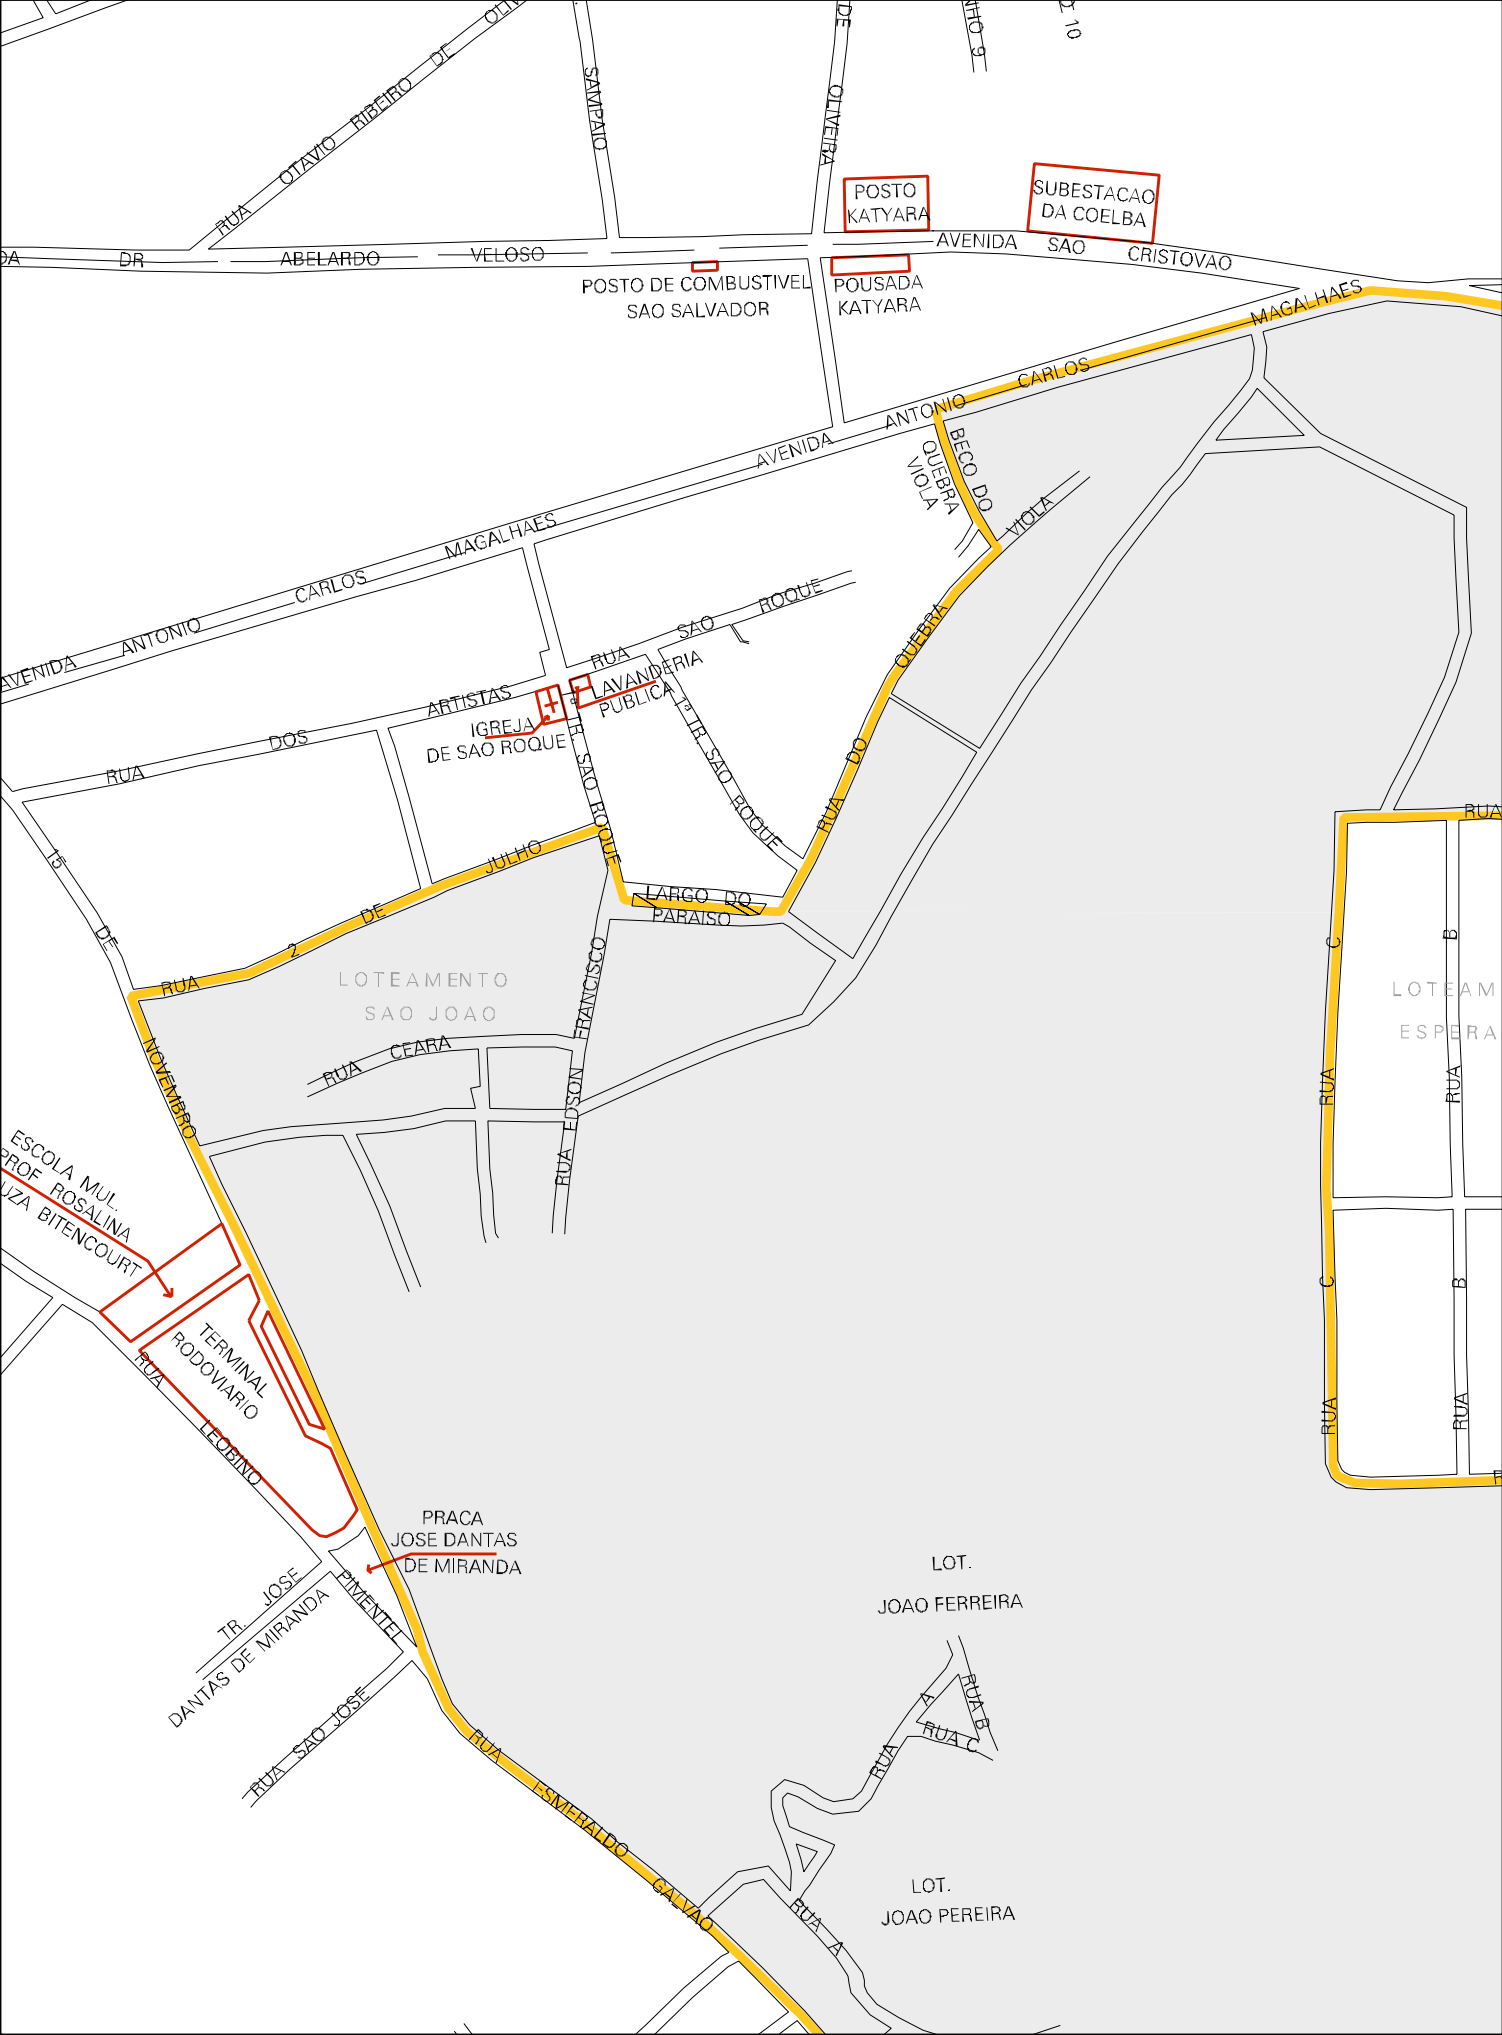 RUA OTAVIO RIBEIRO DE
SAMPAIO
DE OLIVEIRA
10
POSTO
KATYARA
SUBESTACAO
DA COELBA
DR ABELARDO VELOSO
AVENIDA SAO CRISTOVAO
POSTO DE COMBUSTIVEL
SAO SALVADOR
POUSADA
KATYARA
AVENIDA ANTONIO CARLOS MAGALHAES
AVENIDA ANTONIO CARLOS MAGALHAES
BECO DO
QUEBRA
VIOLA
RUA DO QUEBRA VIOLA
RUA SAO ROQUE
LAVANDERIA
PUBLICA
RUA DOS ARTISTAS
IGREJA
DE SAO ROQUE
TR. SAO ROQUE
1ª TR. SAO ROQUE
RUA 2 DE JULHO
LARGO DO
PARAISO
15 DE NOVEMBRO
LOTEAMENTO
SAO JOAO
RUA CEARA
RUA EDSON FRANCISCO
RUA
RUA C
RUA C
RUA B
RUA B
ESCOLA MUL.
PROF ROSALINA
BITENCOURT
TERMINAL
RODOVIARIO
RUA LEOBINO PIMENTEL
PRACA
JOSE DANTAS
DE MIRANDA
TR. JOSE
DANTAS DE MIRANDA
RUA SAO JOSE
RUA ESMERALDO GALVAO
LOT.
JOAO FERREIRA
RUA A
RUA B
RUA C
LOT.
JOAO PEREIRA
RUA A